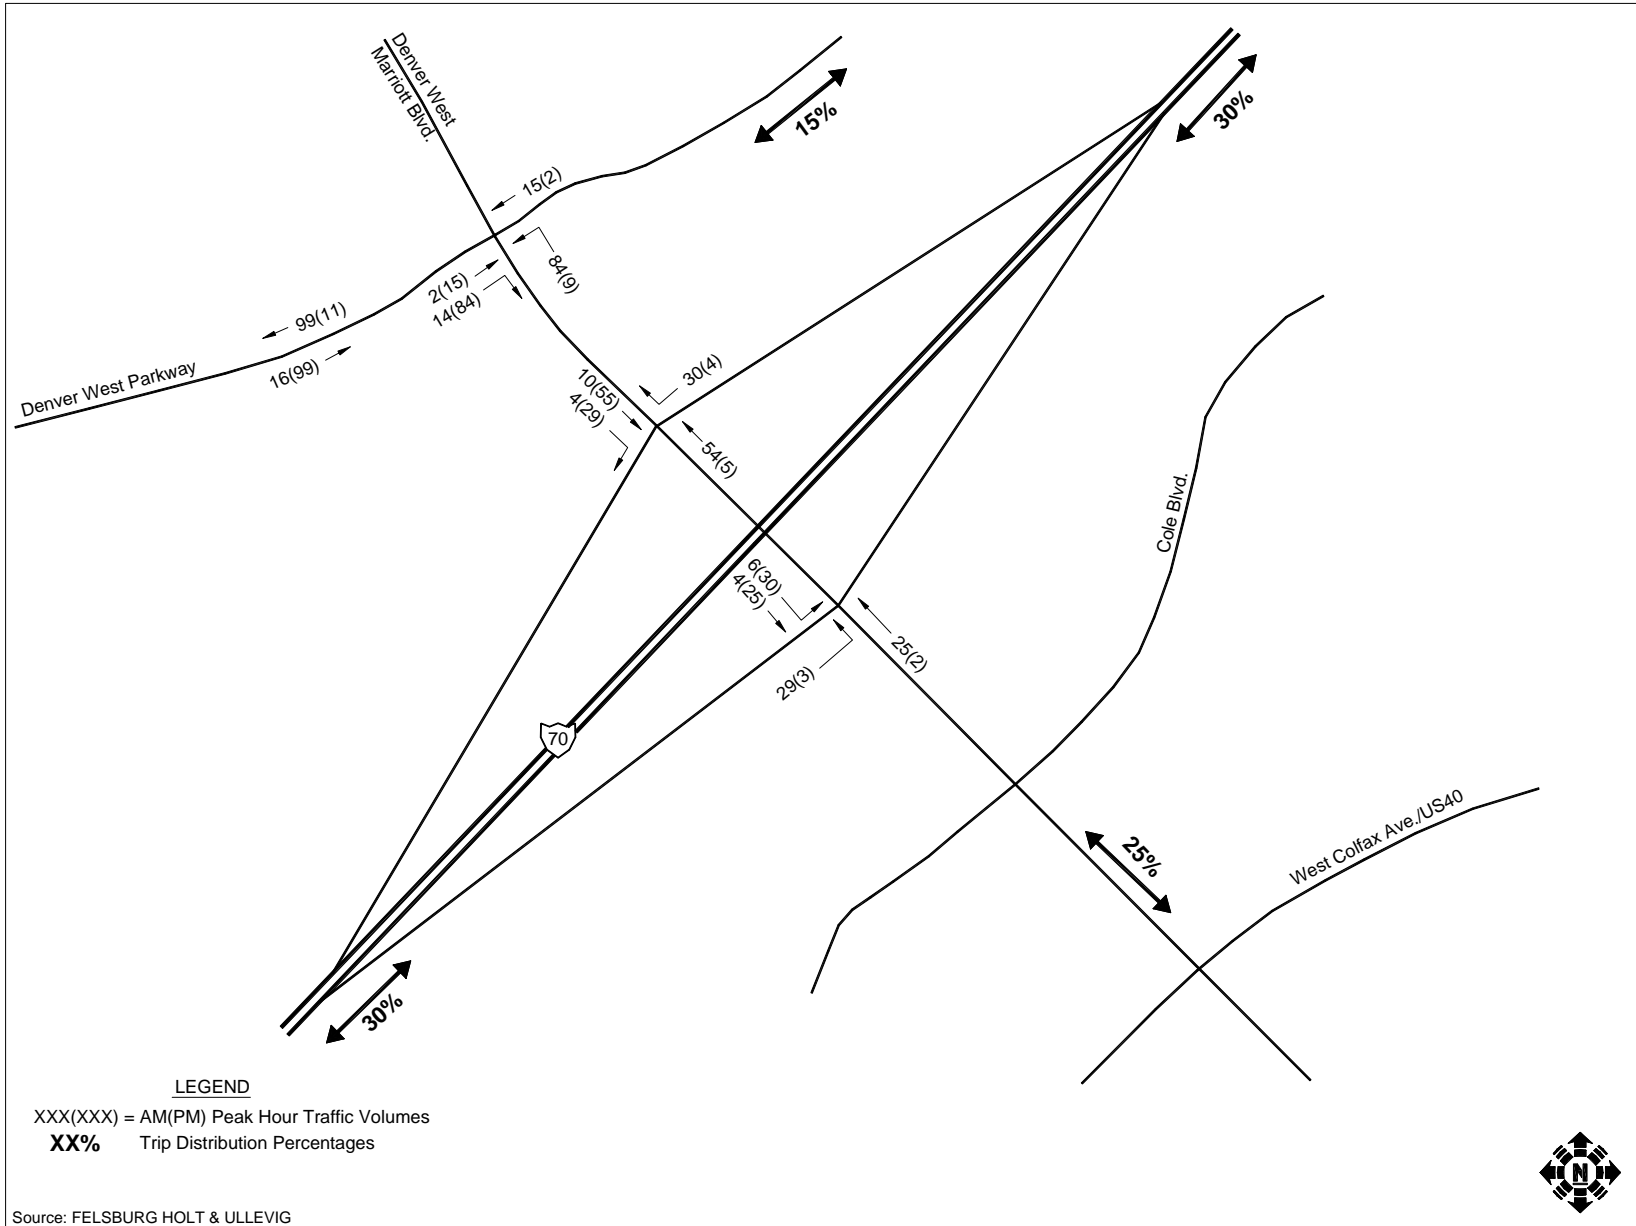 Denver West
Marriott Blvd.
15%
30%
15(2)
84(9)
2(15)
14(84)
99(11)
16(99)
Denver West Parkway
30(4)
10(55)
4(29)
54(5)
Cole Blvd.
6(30)
4(25)
25(2)
29(3)
70
West Colfax Ave./US40
25%
30%
LEGEND
XXX(XXX) = AM(PM) Peak Hour Traffic Volumes
XX% Trip Distribution Percentages
N
Source: FELSBURG HOLT & ULLEVIG